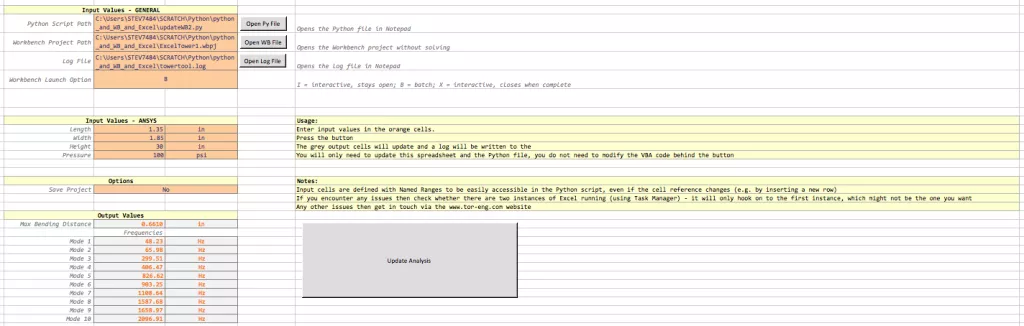 Input Values - GENERAL
Python Script Path C:\Users\STEV7484\SCRATCH\Python\python
_and_WB_and_Excel\updateWB2.py Open Py File Opens the Python file in Notepad
Workbench Project Path C:\Users\STEV7484\SCRATCH\Python\python
_and_WB_and_Excel\ExcelTower1.wbpj Open WB File Opens the Workbench project without solving
Log File C:\Users\STEV7484\SCRATCH\Python\python
_and_WB_and_Excel\towertool.log Open Log File Opens the Log file in Notepad
Workbench Launch Option B I = interactive, stays open; B = batch; X = interactive, closes when complete
Input Values - ANSYS Usage:
Length 1.35 in Enter input values in the orange cells.
Width 1.85 in Press the button
Height 30 in The grey output cells will update and a log will be written to the
Pressure 100 psi You will only need to update this spreadsheet and the Python file, you do not need to modify the VBA code behind the button
Options Notes:
Save Project No Input cells are defined with Named Ranges to be easily accessible in the Python script, even if the cell reference changes (e.g. by inserting a new row)
If you encounter any issues then check whether there are two instances of Excel running (using Task Manager) - it will only hook on to the first instance, which might not be the one you want
Any other issues then get in touch via the www.tor-eng.com website
Output Values
Max Bending Distance 0.6610 in
Frequencies
Mode 1 48.23 Hz
Mode 2 65.98 Hz
Mode 3 299.51 Hz
Mode 4 406.47 Hz
Mode 5 826.62 Hz
Mode 6 903.35 Hz
Mode 7 1108.64 Hz
Mode 8 1587.68 Hz
Mode 9 1658.97 Hz
Mode 10 2096.91 Hz
Update Analysis